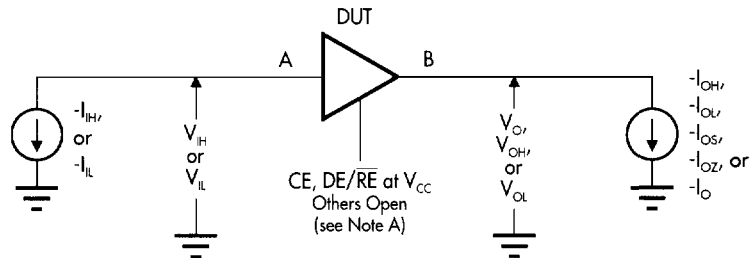 DUT
A
B
-I_IH,
or
-I_IL
V_IH
or
V_IL
CE, DE/R̅E̅ at V_CC
Others Open
(see Note A)
V_O,
V_OH,
or
V_OL
-I_OH,
-I_OL,
-I_OS,
-I_OZ, or
-I_O